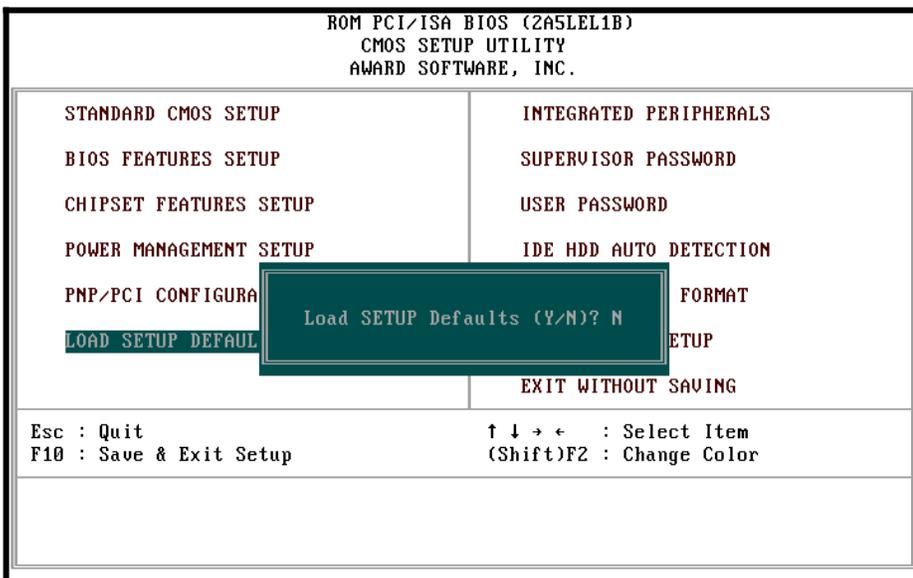 ROM PCI/ISA BIOS (2A5LEL1B)
CMOS SETUP UTILITY
AWARD SOFTWARE, INC.
STANDARD CMOS SETUP
BIOS FEATURES SETUP
CHIPSET FEATURES SETUP
POWER MANAGEMENT SETUP
PNP/PCI CONFIGURA
LOAD SETUP DEFAUL
INTEGRATED PERIPHERALS
SUPERVISOR PASSWORD
USER PASSWORD
IDE HDD AUTO DETECTION
FORMAT
ETUP
EXIT WITHOUT SAVING
Load SETUP Defaults (Y/N)? N
Esc : Quit
F10 : Save & Exit Setup
↑ ↓ → ← : Select Item
(Shift)F2 : Change Color